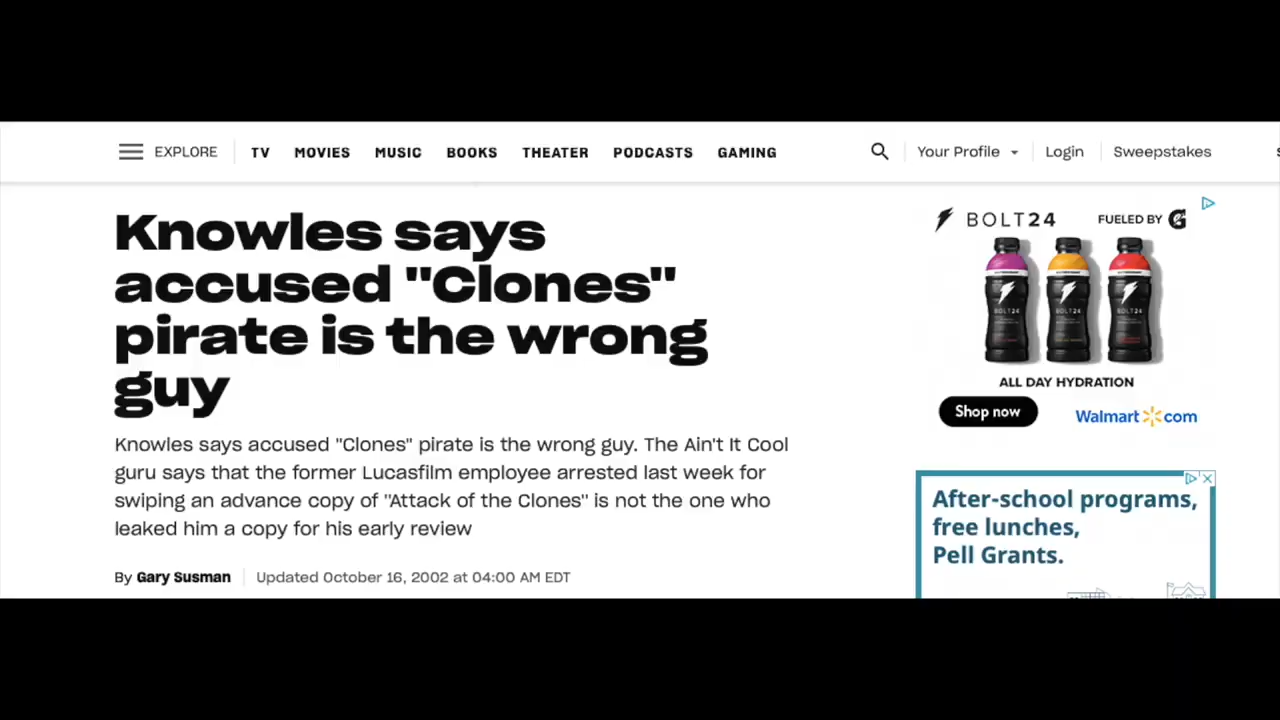 EXPLORE TV MOVIES MUSIC BOOKS THEATER PODCASTS GAMING Your Profile Login Sweepstakes
Knowles says
accused "Clones"
pirate is the wrong
guy
Knowles says accused "Clones" pirate is the wrong guy. The Ain't It Cool
guru says that the former Lucasfilm employee arrested last week for
swiping an advance copy of "Attack of the Clones" is not the one who
leaked him a copy for his early review
By Gary Susman Updated October 16, 2002 at 04:00 AM EDT
BOLT24 FUELED BY G
BOLT24 BOLT24 BOLT24
ALL DAY HYDRATION
Shop now Walmart com
After-school programs,
free lunches,
Pell Grants.